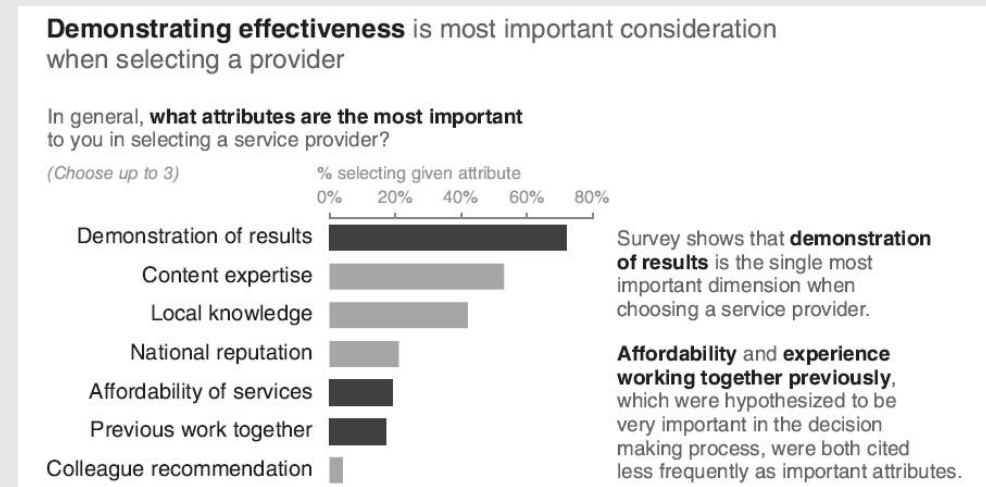 Demonstrating effectiveness is most important consideration
when selecting a provider
In general, what attributes are the most important
to you in selecting a service provider?
(Choose up to 3)
% selecting given attribute
0% 20% 40% 60% 80%
Demonstration of results
Content expertise
Local knowledge
National reputation
Affordability of services
Previous work together
Colleague recommendation
Survey shows that demonstration
of results is the single most
important dimension when
choosing a service provider.
Affordability and experience
working together previously,
which were hypothesized to be
very important in the decision
making process, were both cited
less frequently as important attributes.